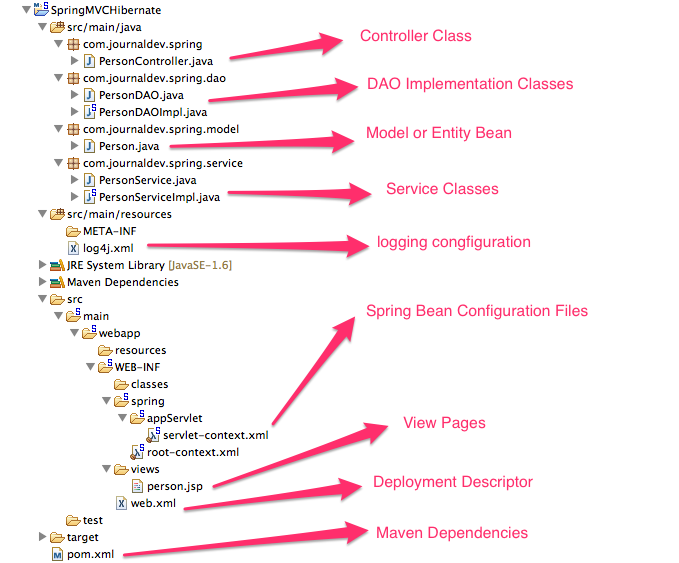 SpringMVCHibernate
src/main/java
com.journaldev.spring
PersonController.java
Controller Class
com.journaldev.spring.dao
PersonDAO.java
DAO Implementation Classes
PersonDAOImpl.java
com.journaldev.spring.model
Person.java
Model or Entity Bean
com.journaldev.spring.service
PersonService.java
PersonServiceImpl.java
Service Classes
src/main/resources
META-INF
log4j.xml
logging congfiguration
JRE System Library [JavaSE-1.6]
Maven Dependencies
src
main
webapp
resources
WEB-INF
classes
spring
appServlet
servlet-context.xml
Spring Bean Configuration Files
root-context.xml
views
person.jsp
View Pages
web.xml
Deployment Descriptor
test
target
pom.xml
Maven Dependencies